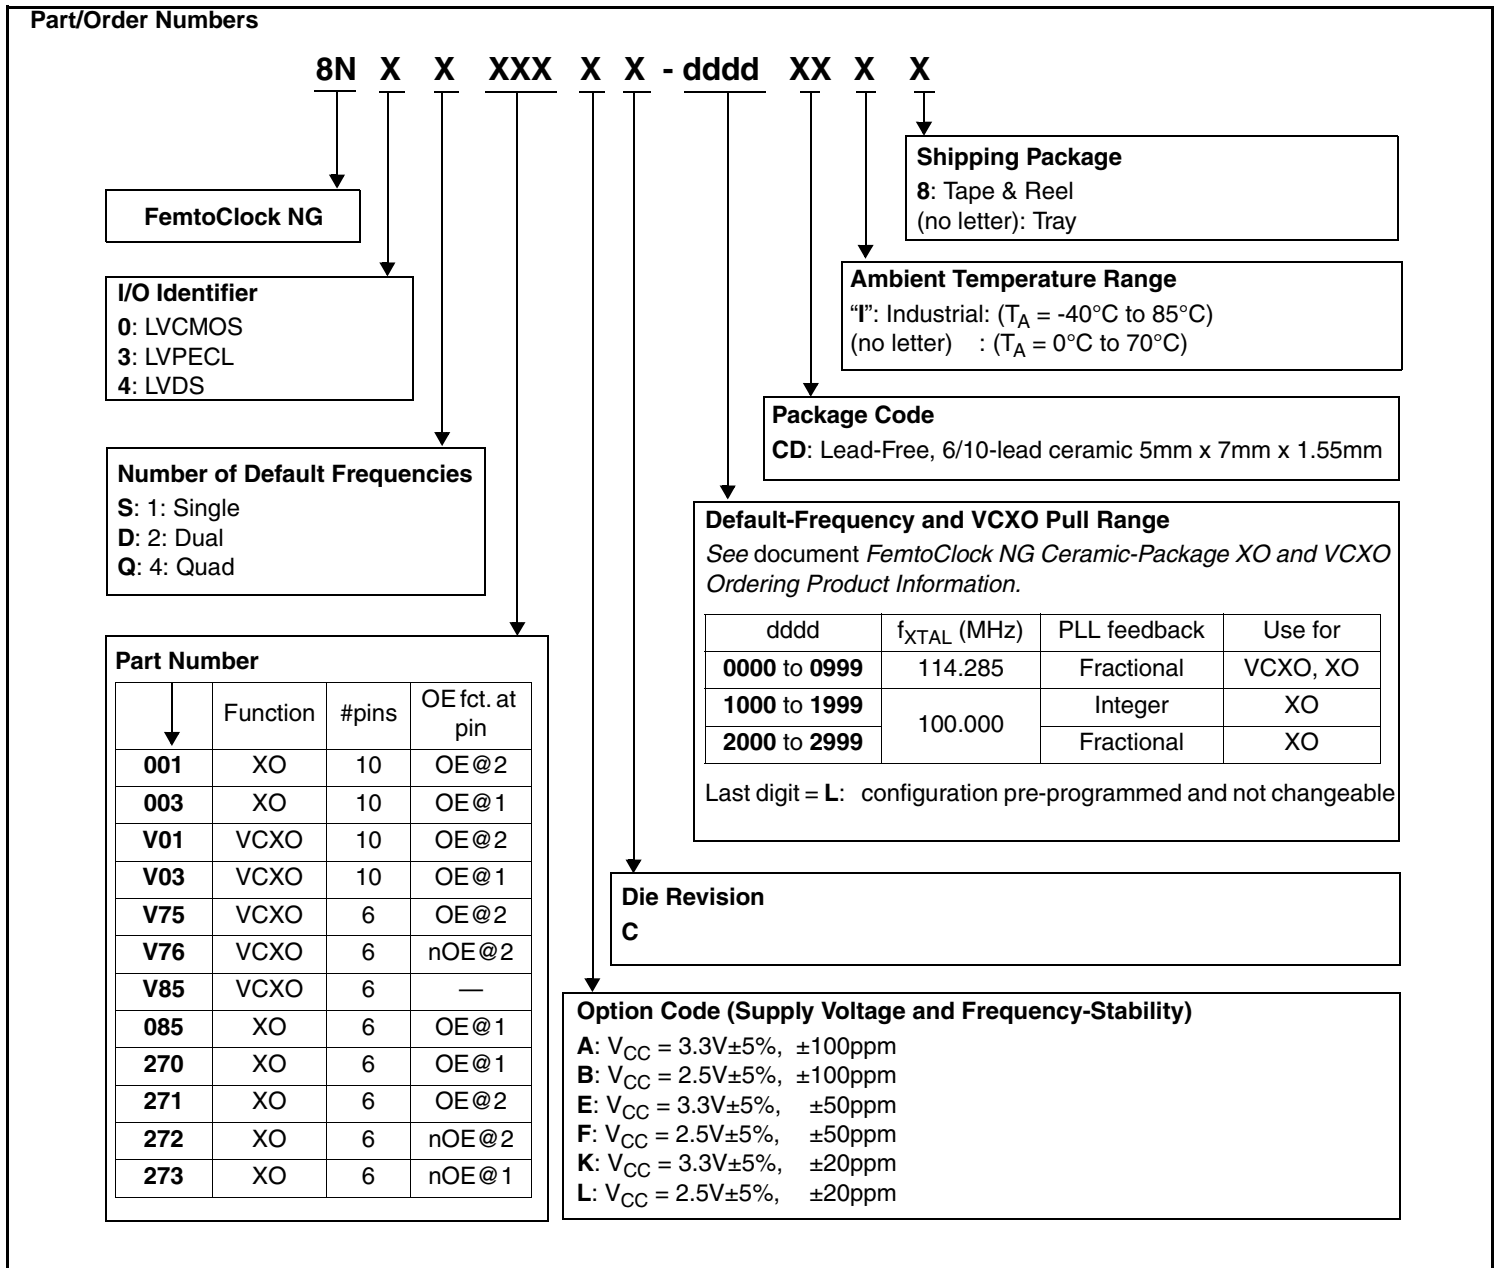 Part/Order Numbers
8N X X XXX X X - dddd XX X X
Shipping Package
8: Tape & Reel
(no letter): Tray
FemtoClock NG
Ambient Temperature Range
“I”: Industrial: (TA = -40°C to 85°C)
(no letter) : (TA = 0°C to 70°C)
I/O Identifier
0: LVCMOS
3: LVPECL
4: LVDS
Package Code
CD: Lead-Free, 6/10-lead ceramic 5mm x 7mm x 1.55mm
Number of Default Frequencies
S: 1: Single
D: 2: Dual
Q: 4: Quad
Default-Frequency and VCXO Pull Range
See document FemtoClock NG Ceramic-Package XO and VCXO
Ordering Product Information.
dddd fXTAL (MHz) PLL feedback Use for
0000 to 0999 114.285 Fractional VCXO, XO
1000 to 1999 100.000 Integer XO
2000 to 2999 Fractional XO
Last digit = L: configuration pre-programmed and not changeable
Part Number
Function #pins OE fct. at
pin
001 XO 10 OE@2
003 XO 10 OE@1
V01 VCXO 10 OE@2
V03 VCXO 10 OE@1
V75 VCXO 6 OE@2
V76 VCXO 6 nOE@2
V85 VCXO 6 —
085 XO 6 OE@1
270 XO 6 OE@1
271 XO 6 OE@2
272 XO 6 nOE@2
273 XO 6 nOE@1
Die Revision
C
Option Code (Supply Voltage and Frequency-Stability)
A: VCC = 3.3V±5%, ±100ppm
B: VCC = 2.5V±5%, ±100ppm
E: VCC = 3.3V±5%, ±50ppm
F: VCC = 2.5V±5%, ±50ppm
K: VCC = 3.3V±5%, ±20ppm
L: VCC = 2.5V±5%, ±20ppm